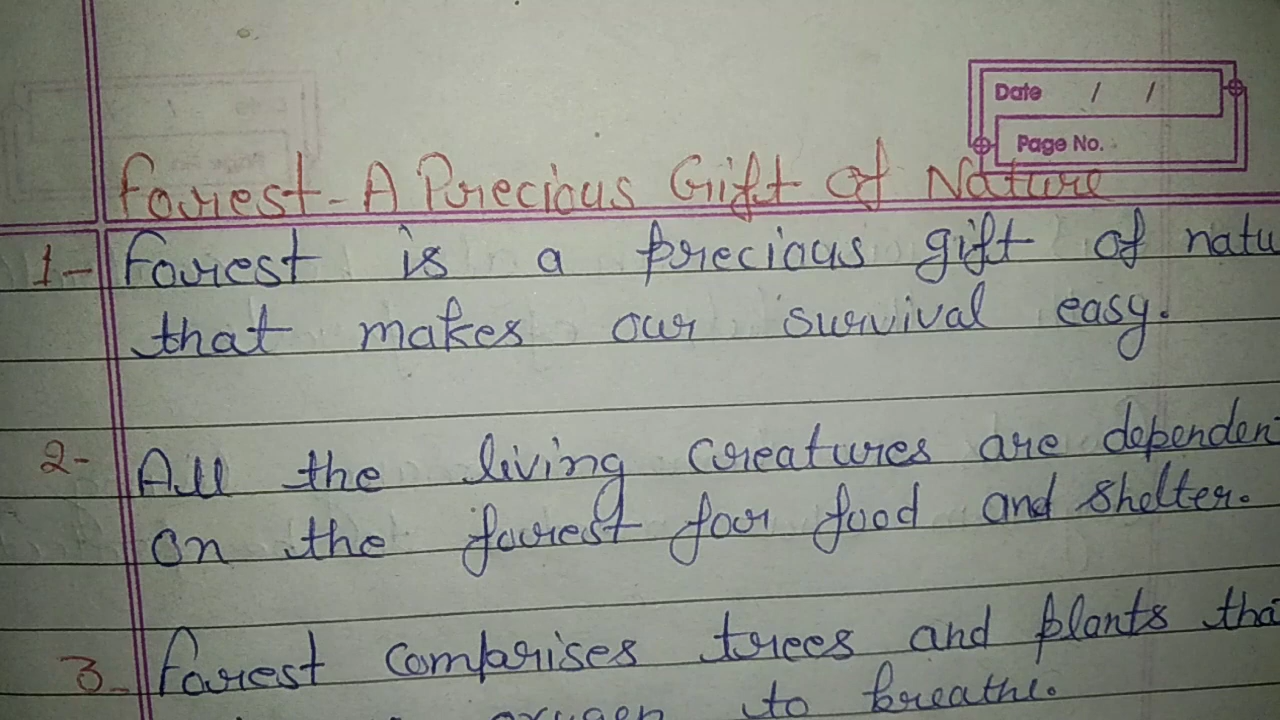 Date / /
Page No.
Forest - A Precious Gift of Nature
1- Forest is a precious gift of natu
that makes our survival easy.
2- All the living creatures are dependen
on the forest for food and shelter.
3- Forest comprises trees and plants tha
oxygen to breathe.